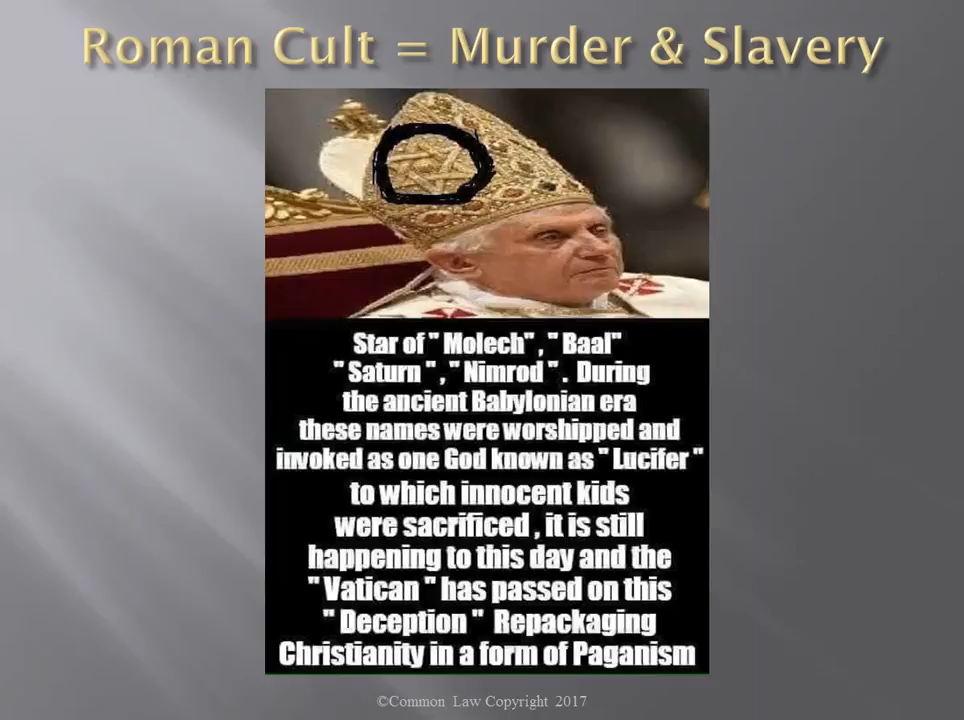 Roman Cult = Murder & Slavery
Star of " Molech" , " Baal"
" Saturn " , " Nimrod " . During
the ancient Babylonian era
these names were worshipped and
invoked as one God known as " Lucifer "
to which innocent kids
were sacrificed , it is still
happening to this day and the
" Vatican " has passed on this
" Deception " Repackaging
Christianity in a form of Paganism
©Common Law Copyright 2017